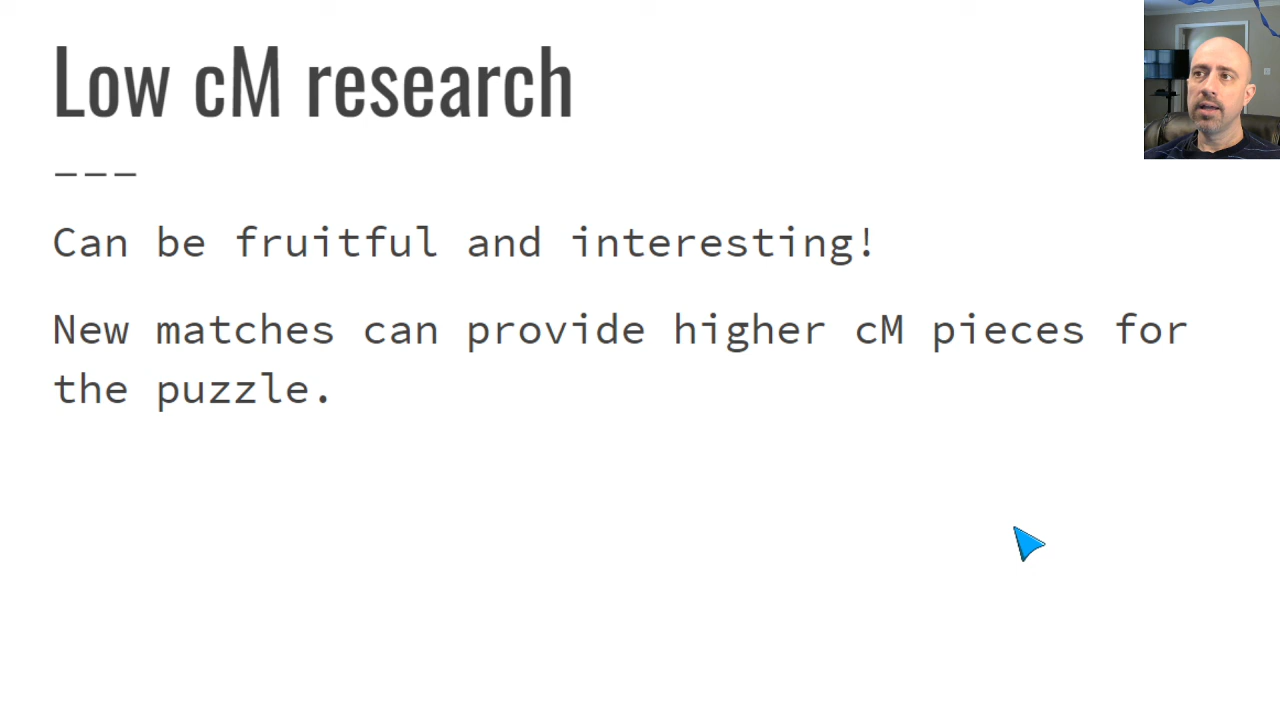 Low cM research
---
Can be fruitful and interesting!
New matches can provide higher cM pieces for
the puzzle.